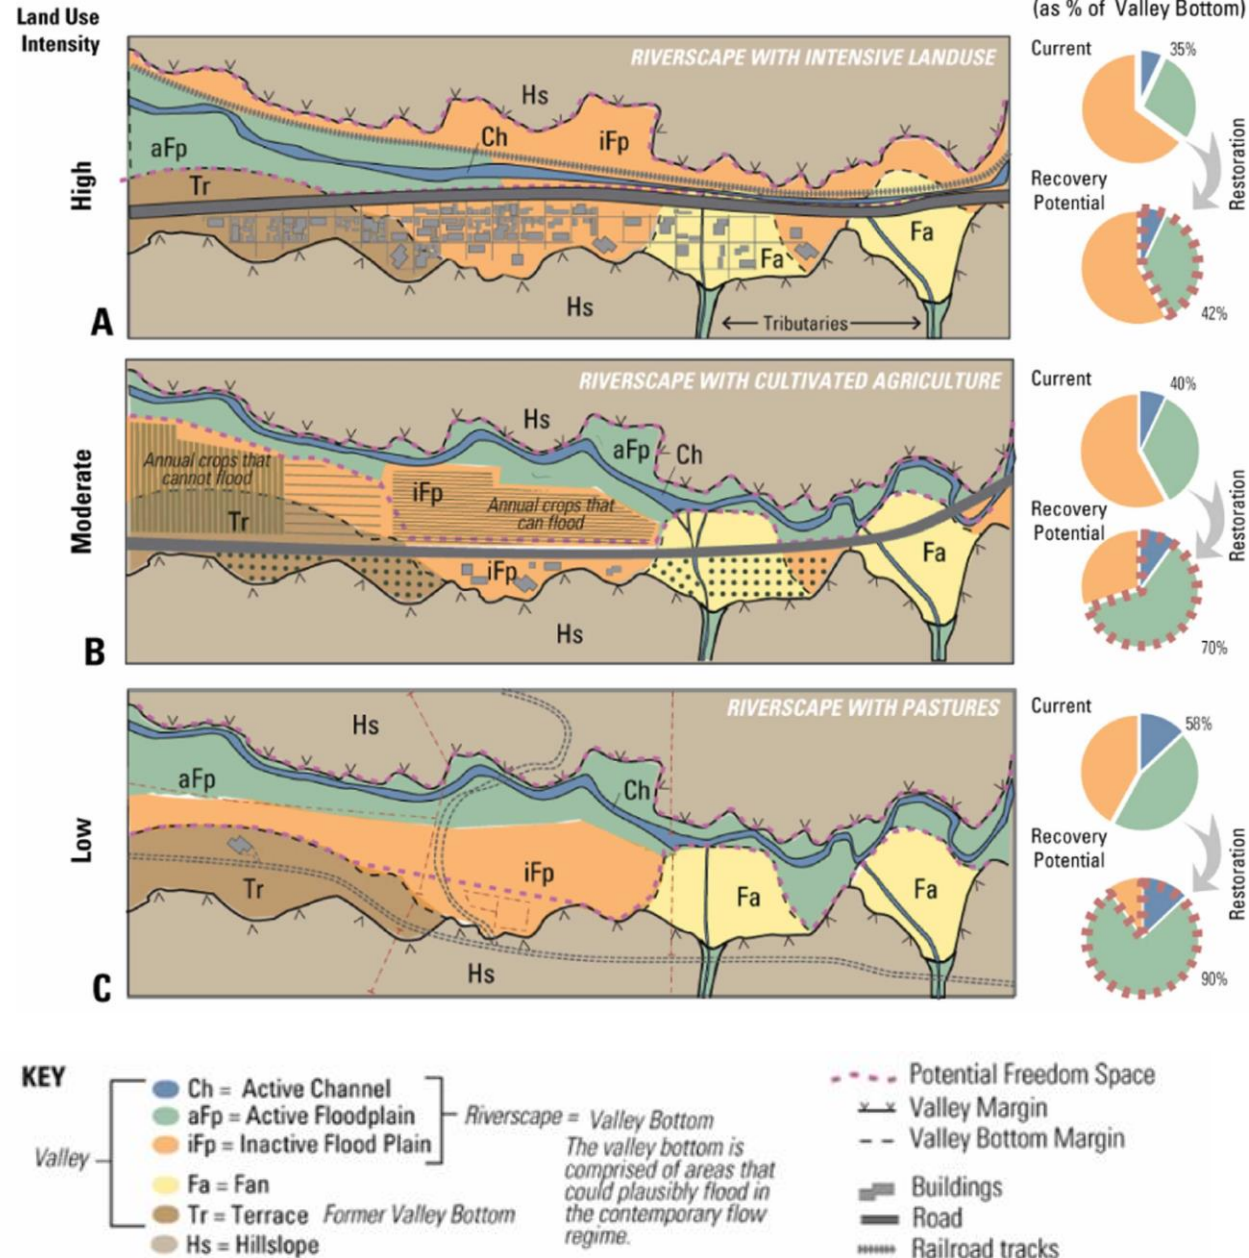 Land Use
Intensity
(as % of Valley Bottom)
RIVERSCAPE WITH INTENSIVE LANDUSE
Current
35%
Hs
Ch
iFp
aFp
Tr
High
Fa
Fa
Hs
Tributaries
A
Recovery
Potential
Restoration
42%
RIVERSCAPE WITH CULTIVATED AGRICULTURE
Current
40%
Hs
aFp
Ch
Annual crops that
cannot flood
iFp
Annual crops that
can flood
Tr
Moderate
iFp
Fa
Hs
B
Recovery
Potential
Restoration
70%
RIVERSCAPE WITH PASTURES
Current
58%
Hs
aFp
Ch
Low
iFp
Tr
Fa
Fa
Hs
C
Recovery
Potential
Restoration
90%
KEY
Valley
Ch = Active Channel
aFp = Active Floodplain
iFp = Inactive Flood Plain
Fa = Fan
Tr = Terrace Former Valley Bottom
Hs = Hillslope
Riverscape = Valley Bottom
The valley bottom is
comprised of areas that
could plausibly flood in
the contemporary flow
regime.
Potential Freedom Space
Valley Margin
Valley Bottom Margin
Buildings
Road
Railroad tracks